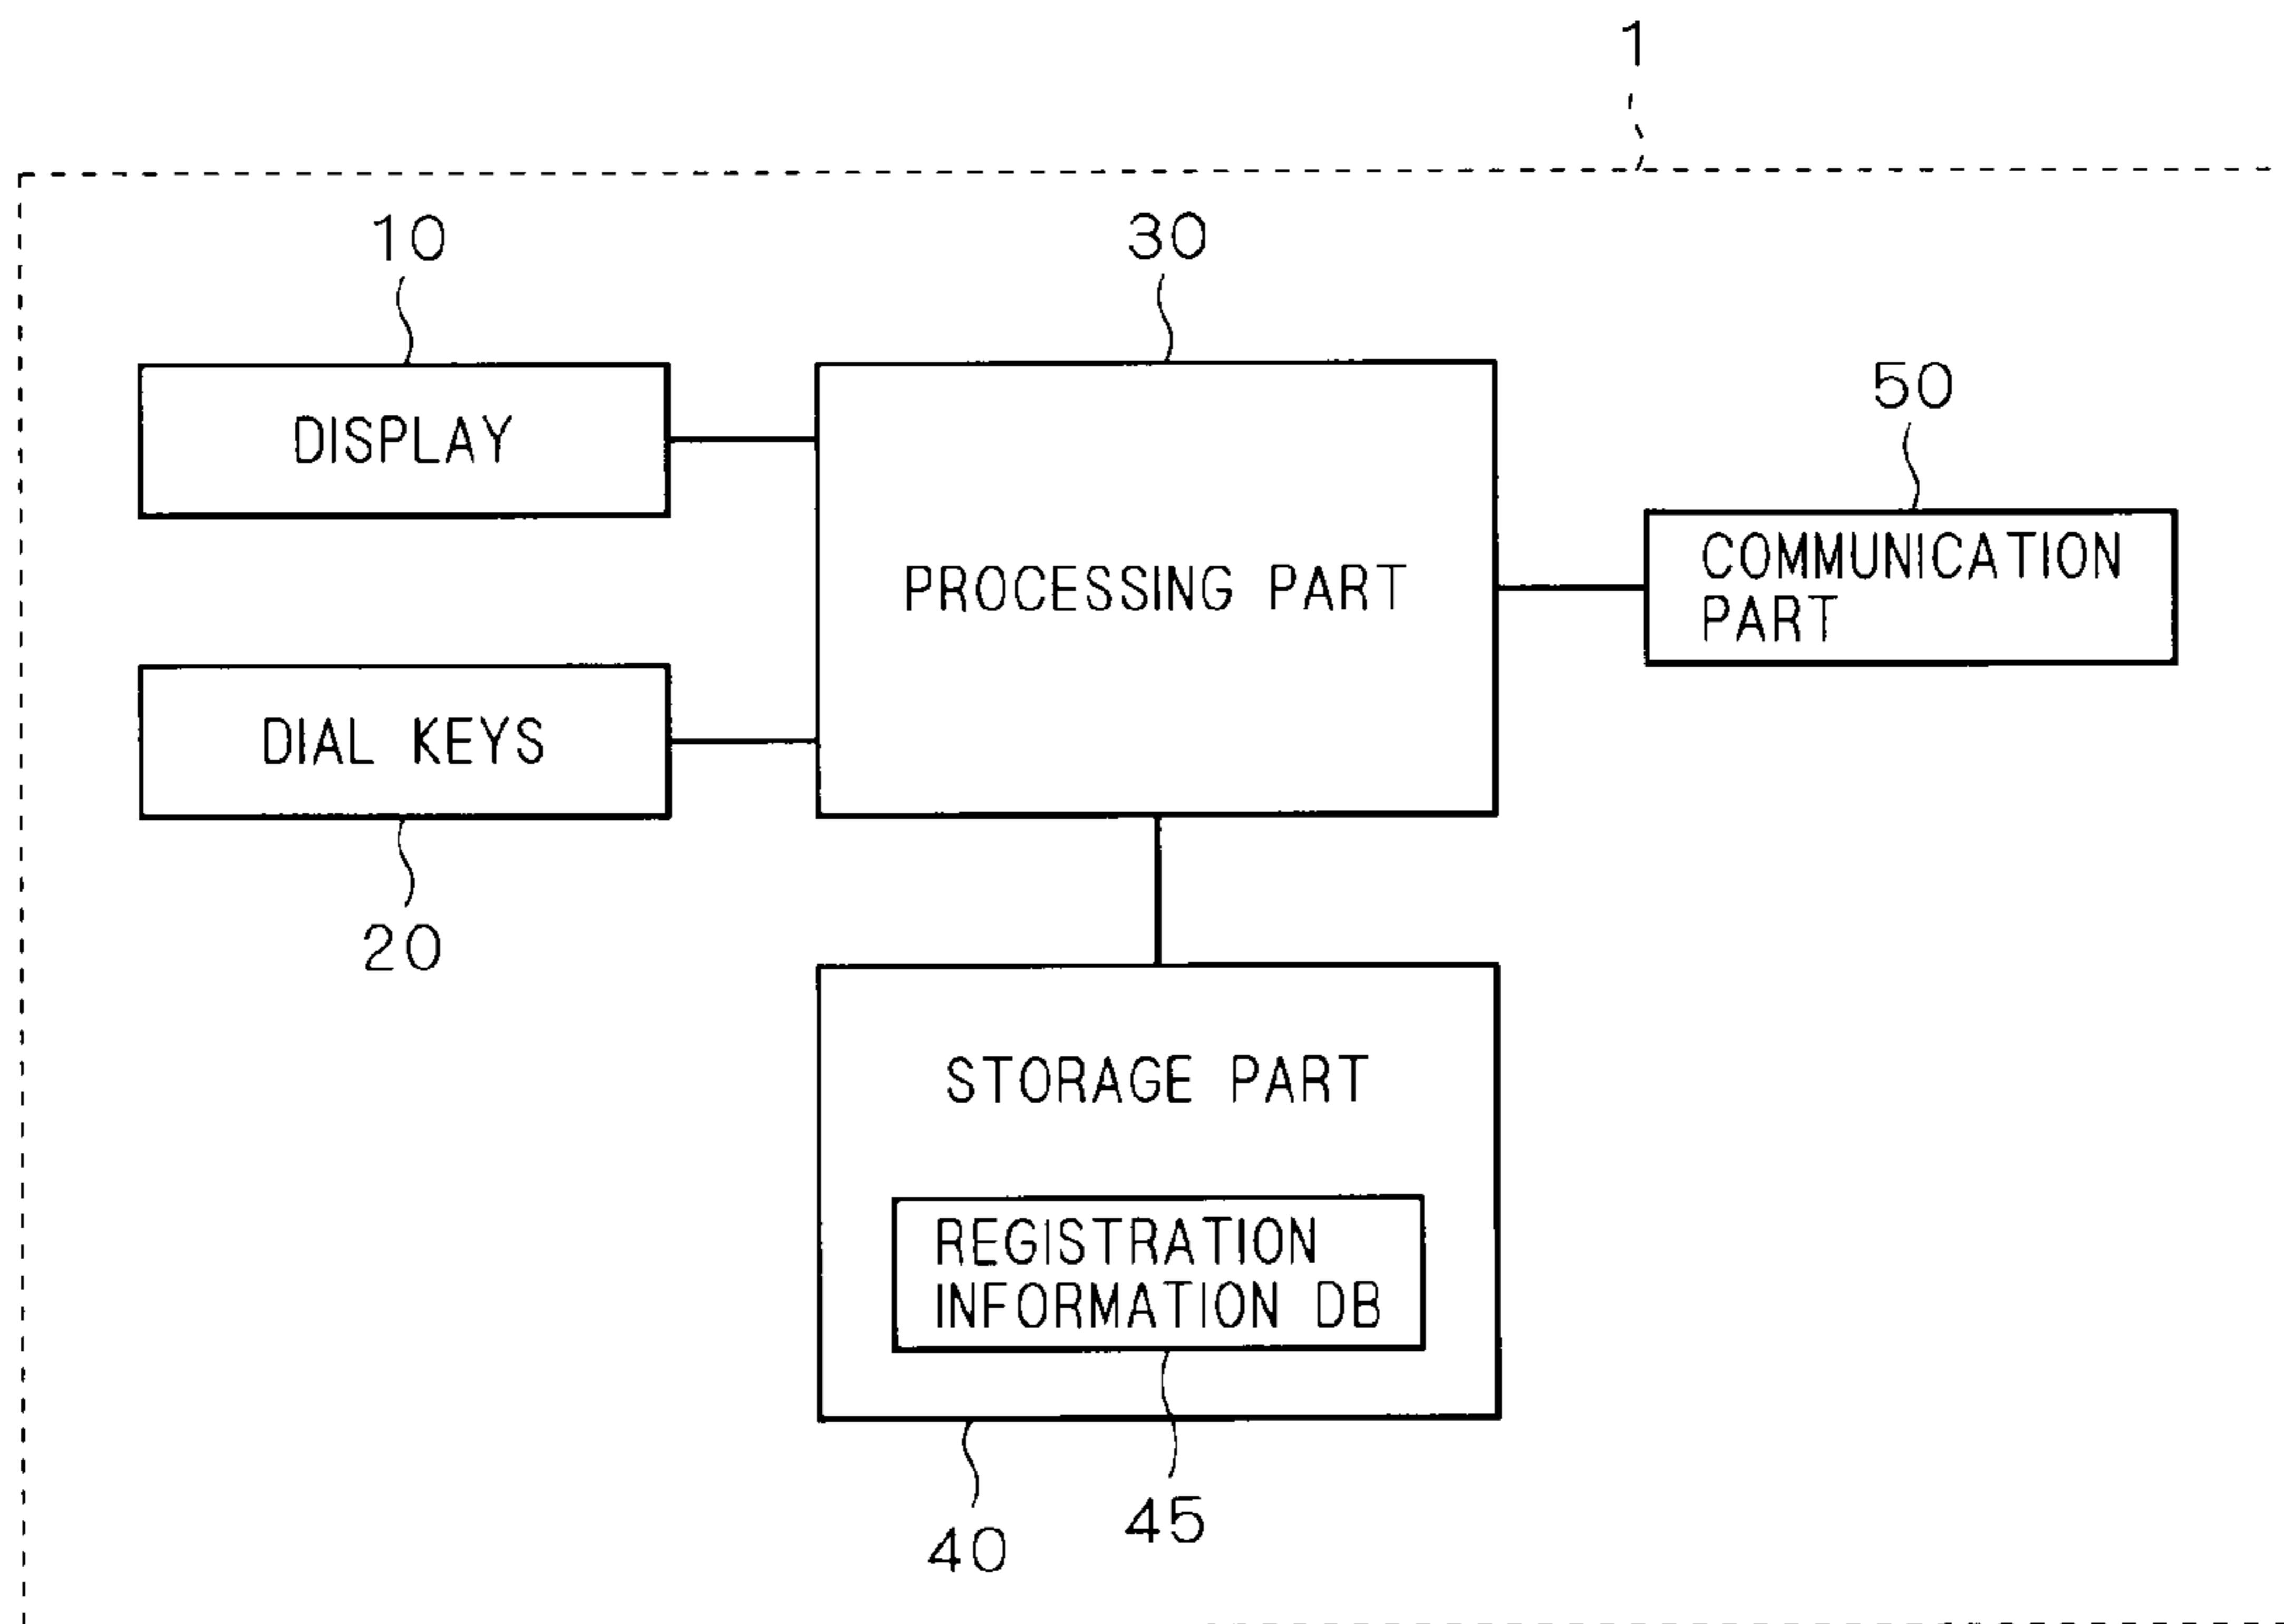 1
10
30
50
DISPLAY
PROCESSING PART
COMMUNICATION
PART
DIAL KEYS
20
STORAGE PART
REGISTRATION
INFORMATION DB
45
40